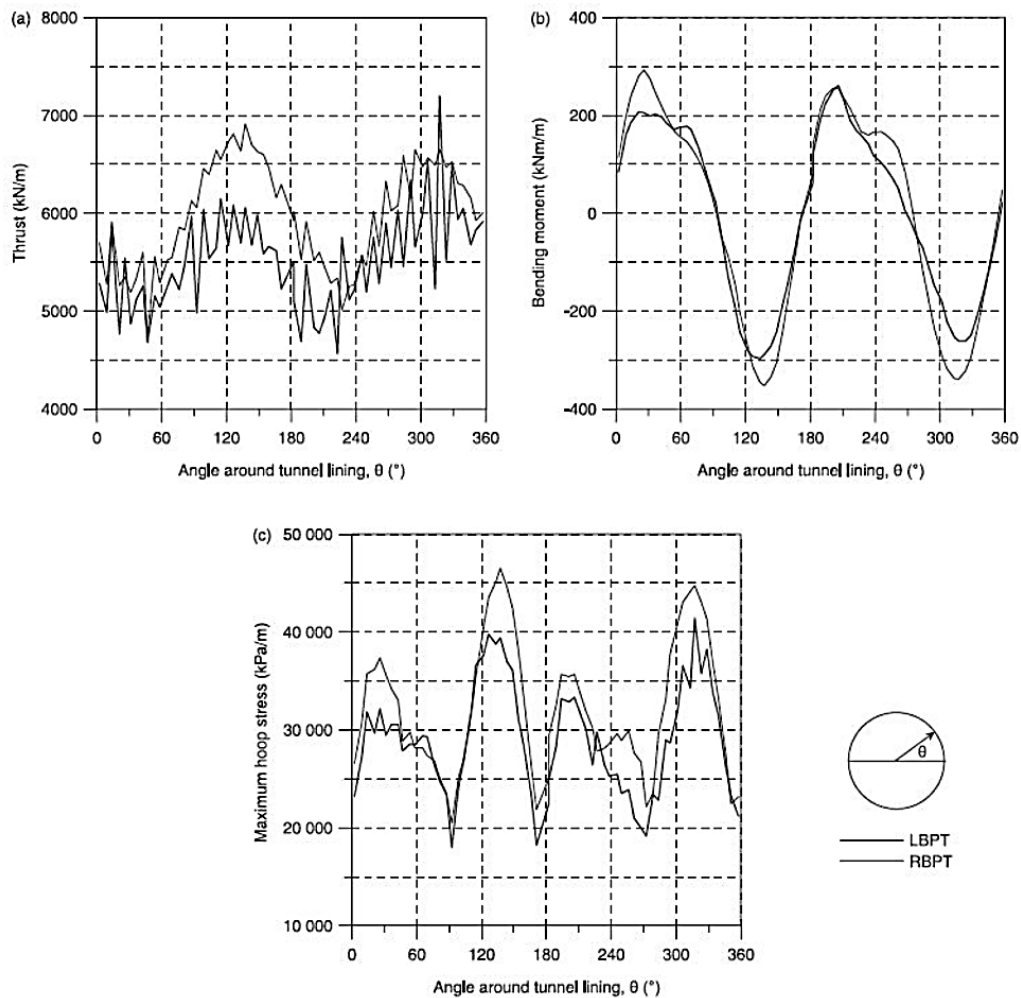 (a)
8000
7000
6000
5000
4000
Thrust (kN/m)
0 60 120 180 240 300 360
Angle around tunnel lining, θ (°)
(b)
400
200
0
-200
-400
Bending moment (kNm/m)
0 60 120 180 240 300 360
Angle around tunnel lining, θ (°)
(c)
50 000
40 000
30 000
20 000
10 000
Maximum hoop stress (kPa/m)
0 60 120 180 240 300 360
Angle around tunnel lining, θ (°)
θ
LBPT
RBPT